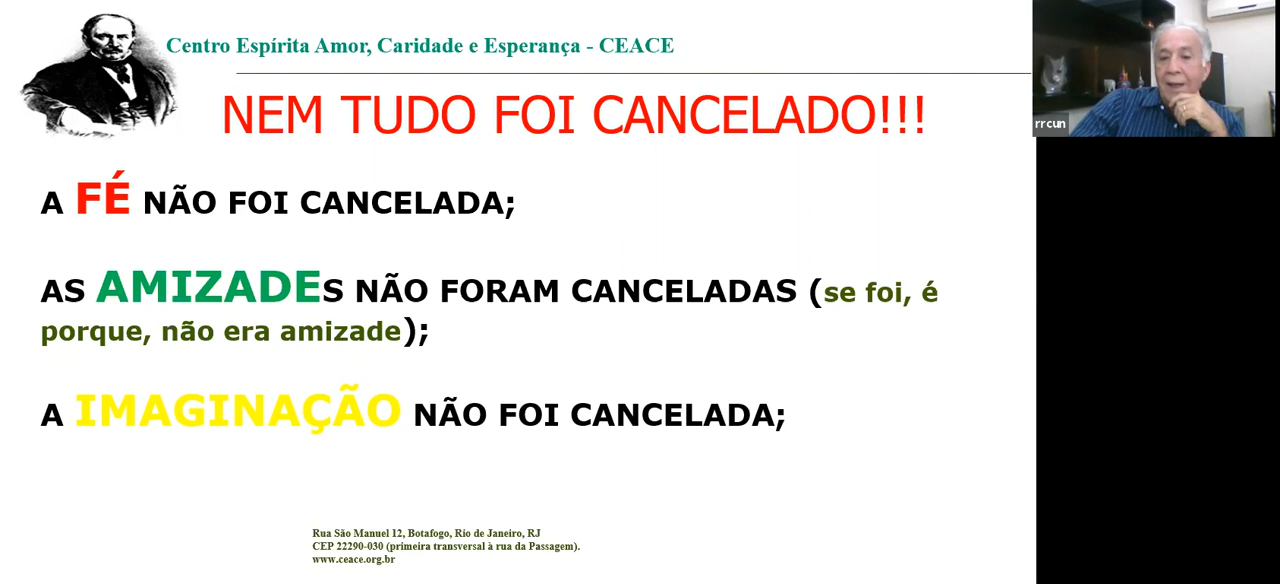 Centro Espírita Amor, Caridade e Esperança - CEACE
NEM TUDO FOI CANCELADO!!!
rrcun
A FÉ NÃO FOI CANCELADA;
AS AMIZADES NÃO FORAM CANCELADAS (se foi, é
porque, não era amizade);
A IMAGINAÇÃO NÃO FOI CANCELADA;
Rua São Manuel 12, Botafogo, Rio de Janeiro, RJ
CEP 22290-030 (primeira transversal à rua da Passagem).
www.ceace.org.br